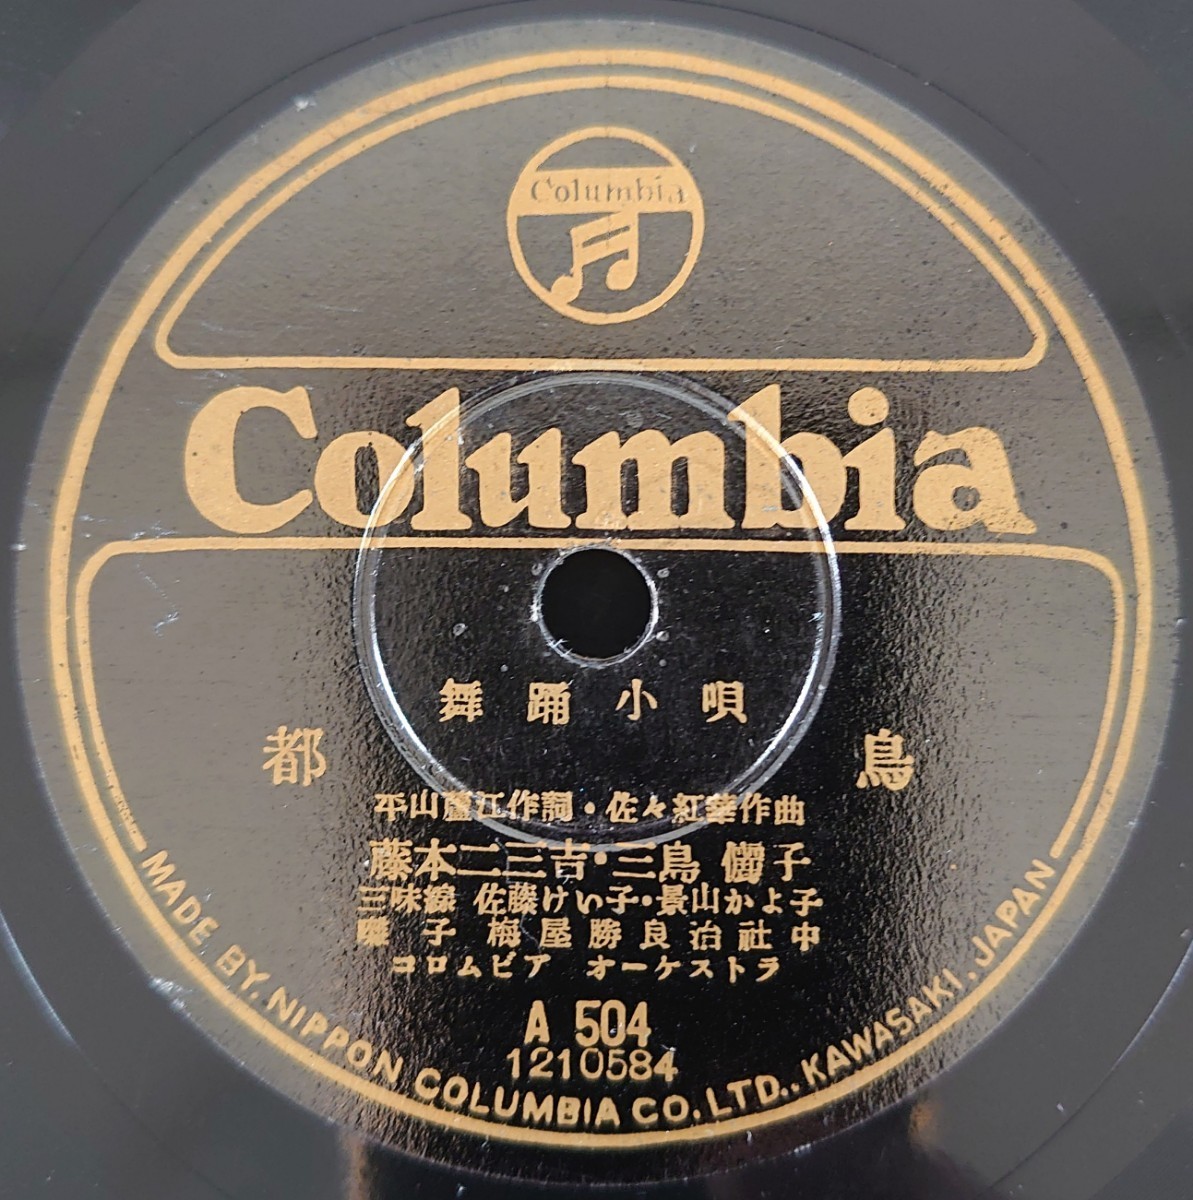 Columbia
Columbia
舞踊小唄
都鳥
平山蘆江作詞・佐々紅華作曲
藤本二三吉・三島儷子
三味線 佐藤けい子・景山かよ子
囃子 梅屋勝良治社中
コロムビア オーケストラ
A 504
1210584
MADE BY, NIPPON COLUMBIA CO. LTD., KAWASAKI, JAPAN